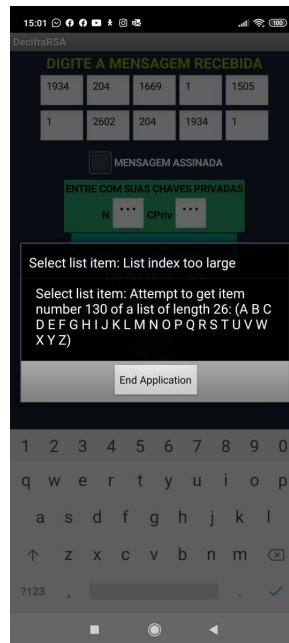 15:01 100
DecifraRSA
DIGITE A MENSAGEM RECEBIDA
1934 204 1669 1 1505
1 2602 204 1934 1
MENSAGEM ASSINADA
ENTRE COM SUAS CHAVES PRIVADAS
N ... CPriv ...
Select list item: List index too large
Select list item: Attempt to get item
number 130 of a list of length 26: (A B C
D E F G H I J K L M N O P Q R S T U V W
X Y Z)
End Application
1 2 3 4 5 6 7 8 9 0
q w e r t y u i o p
a s d f g h j k l
z x c v b n m
?123 , .